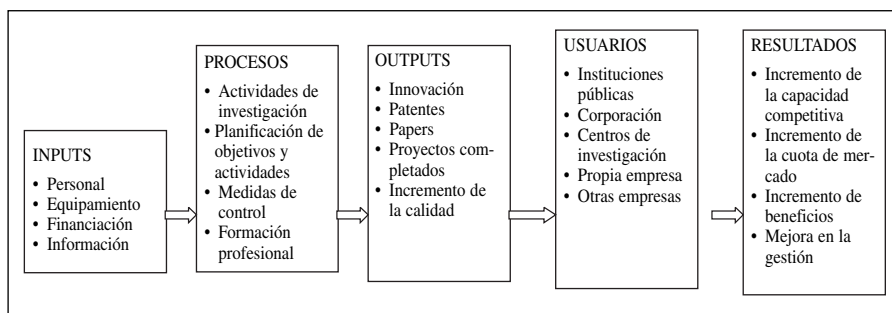 INPUTS
• Personal
• Equipamiento
• Financiación
• Información
PROCESOS
• Actividades de
investigación
• Planificación de
objetivos y
actividades
• Medidas de
control
• Formación
profesional
OUTPUTS
• Innovación
• Patentes
• Papers
• Proyectos com-
pletados
• Incremento de
la calidad
USUARIOS
• Instituciones
públicas
• Corporación
• Centros de
investigación
• Propia empresa
• Otras empresas
RESULTADOS
• Incremento de
la capacidad
competitiva
• Incremento de
la cuota de mer-
cado
• Incremento de
beneficios
• Mejora en la
gestión